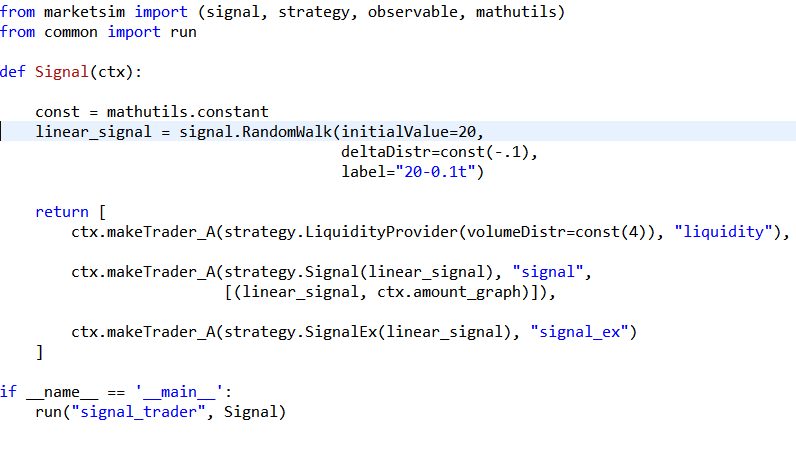 from marketsim import (signal, strategy, observable, mathutils)
from common import run
def Signal(ctx):
    const = mathutils.constant
    linear_signal = signal.RandomWalk(initialValue=20,
                                      deltaDistr=const(-.1),
                                      label="20-0.1t")
    return [
        ctx.makeTrader_A(strategy.LiquidityProvider(volumeDistr=const(4)), "liquidity"),
        ctx.makeTrader_A(strategy.Signal(linear_signal), "signal",
                         [(linear_signal, ctx.amount_graph)]),
        ctx.makeTrader_A(strategy.SignalEx(linear_signal), "signal_ex")
    ]
if __name__ == '__main__':
    run("signal_trader", Signal)